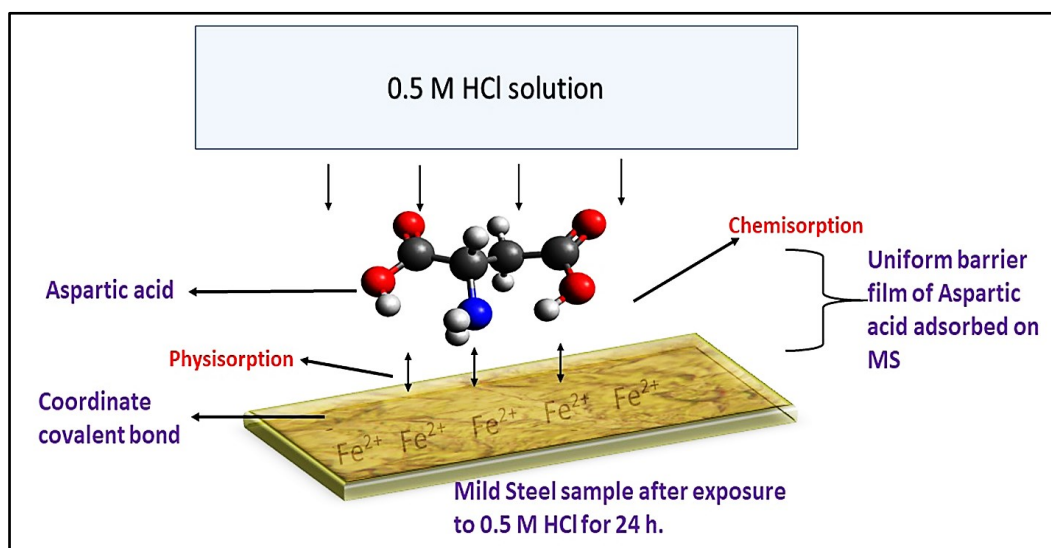 0.5 M HCl solution
Chemisorption
Aspartic acid
Uniform barrier
film of Aspartic
acid adsorbed on
MS
Physisorption
Coordinate
covalent bond
Fe²⁺ Fe²⁺ Fe²⁺ Fe²⁺ Fe²⁺
Mild Steel sample after exposure
to 0.5 M HCl for 24 h.